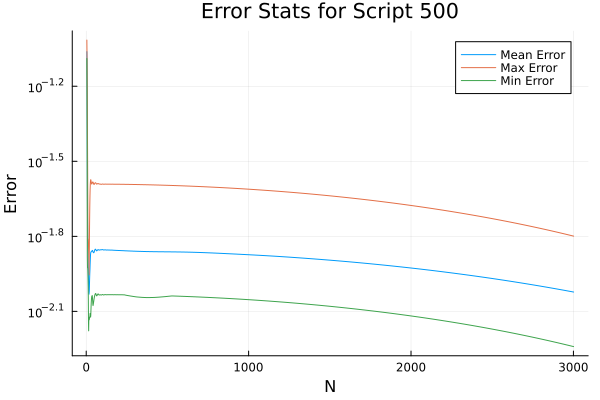 Error Stats for Script 500
Mean Error
Max Error
Min Error
10^-1.2
10^-1.5
10^-1.8
10^-2.1
Error
0 1000 2000 3000
N